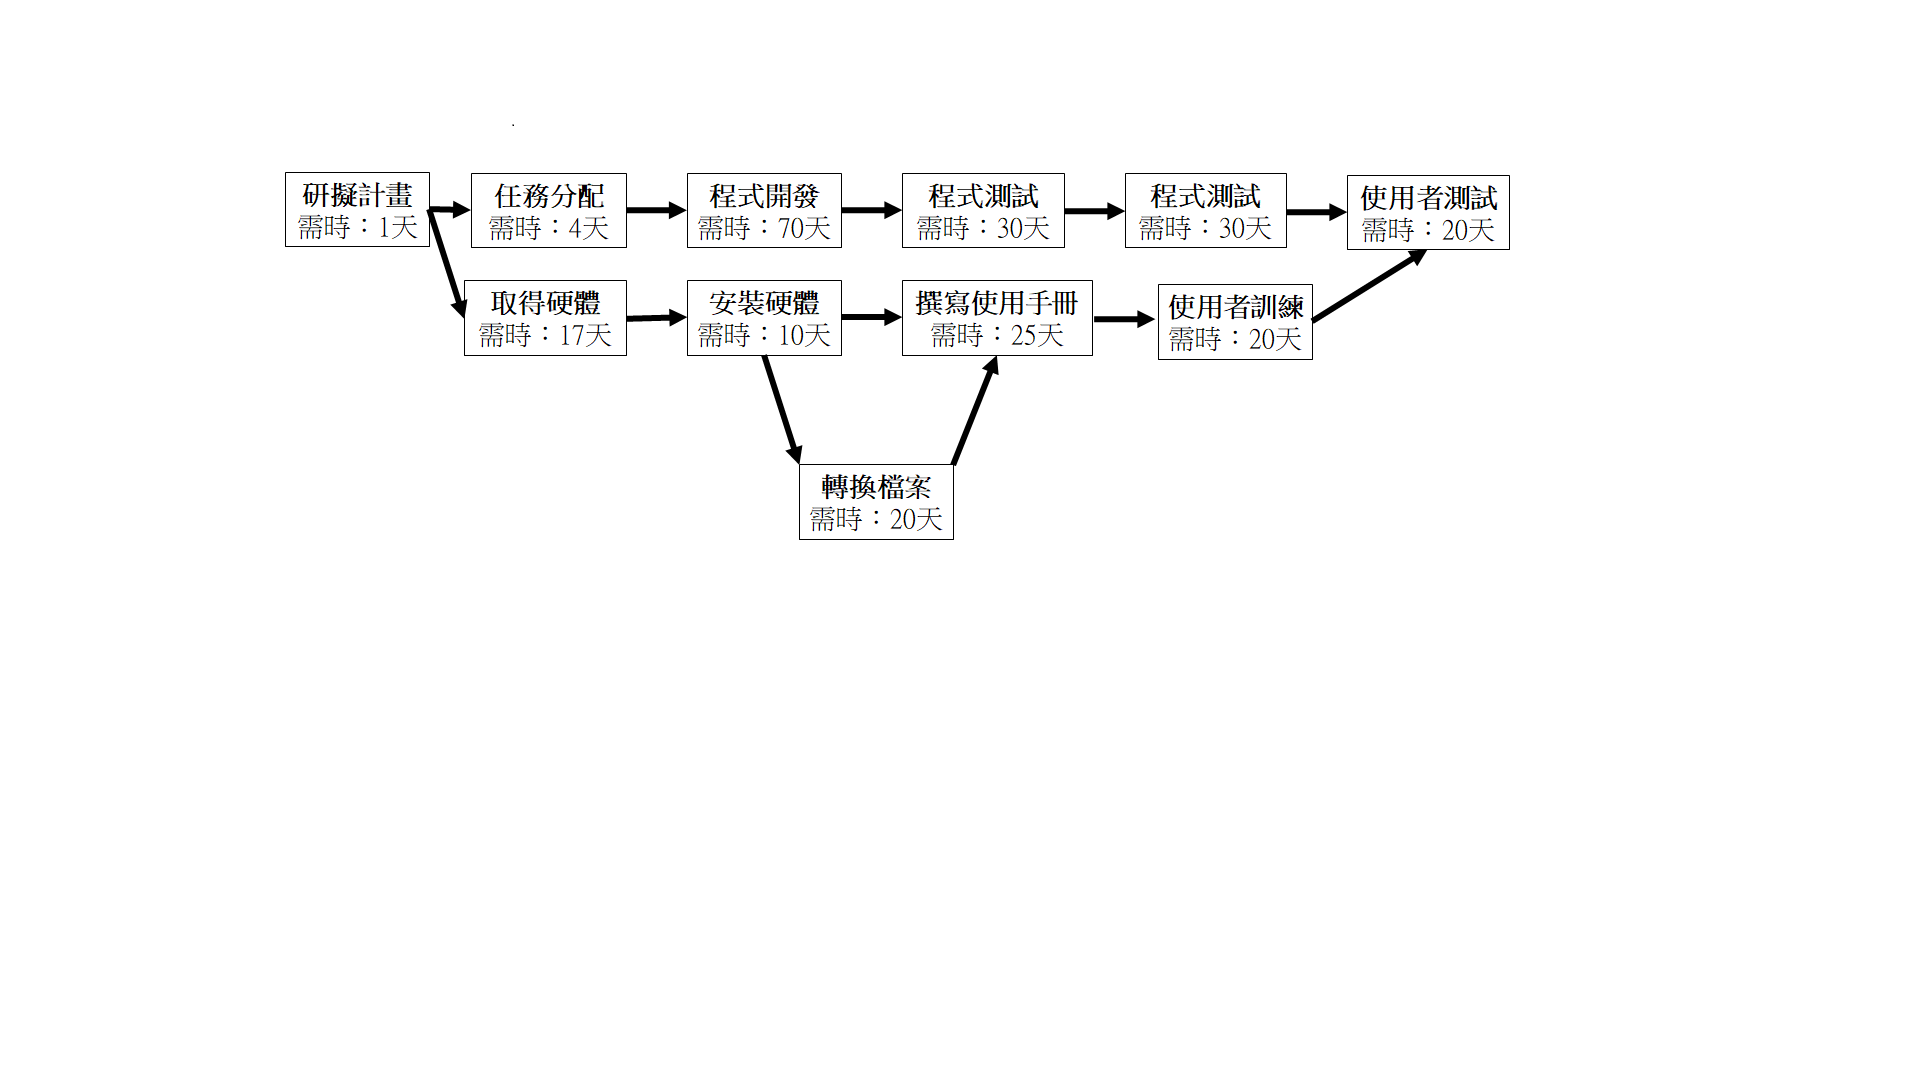 研擬計畫
需時：1天
任務分配
需時：4天
程式開發
需時：70天
程式測試
需時：30天
程式測試
需時：30天
使用者測試
需時：20天
取得硬體
需時：17天
安裝硬體
需時：10天
撰寫使用手冊
需時：25天
使用者訓練
需時：20天
轉換檔案
需時：20天